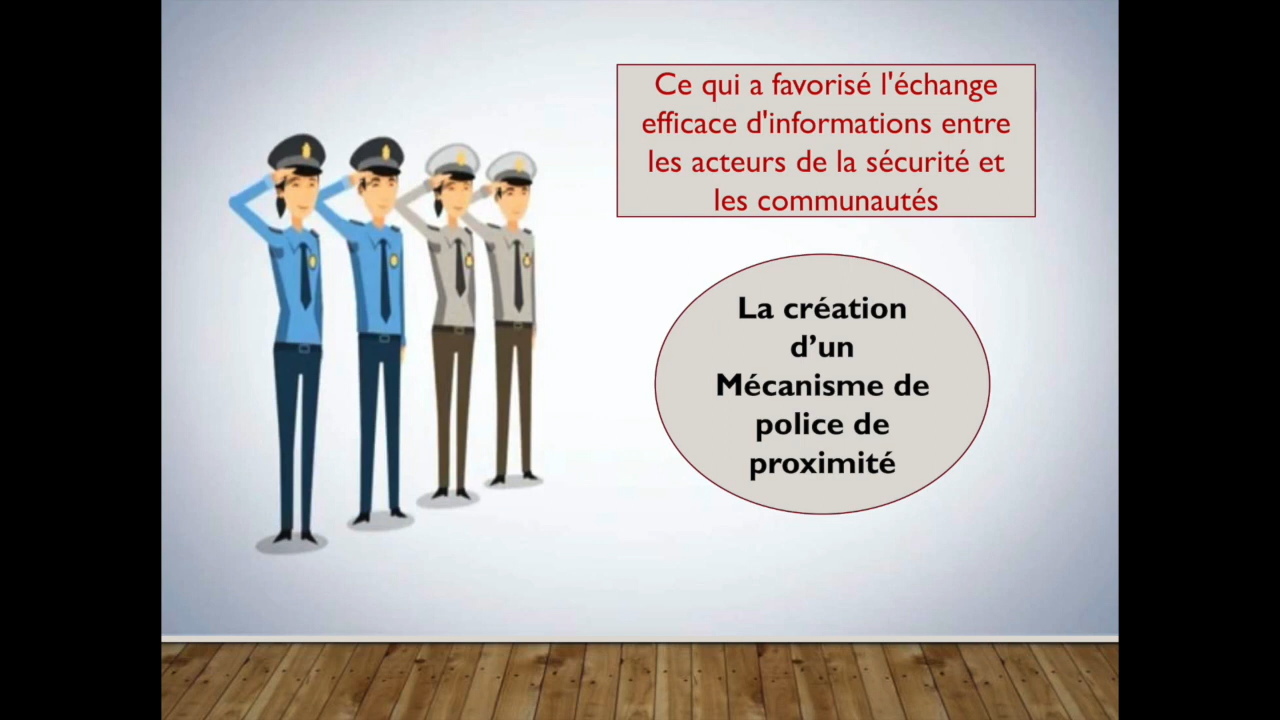 Ce qui a favorisé l'échange
efficace d'informations entre
les acteurs de la sécurité et
les communautés
La création
d’un
Mécanisme de
police de
proximité